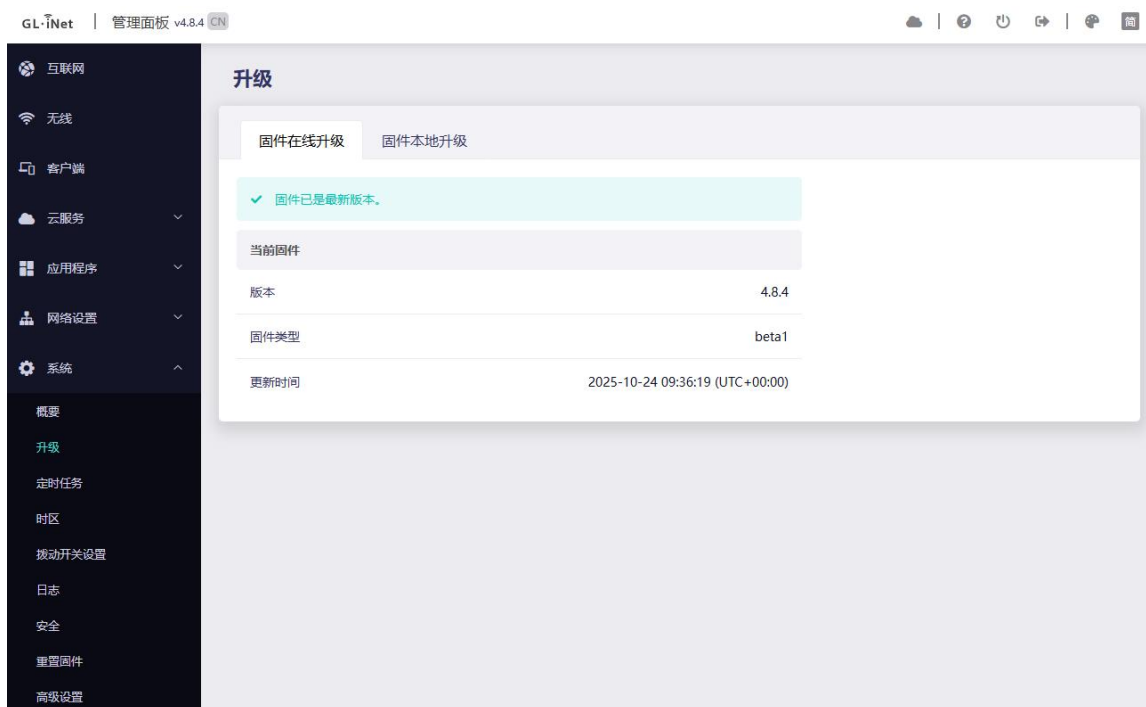 GL·iNet | 管理面板 v4.8.4 CN
简
互联网
无线
客户端
云服务
应用程序
网络设置
系统
概要
升级
定时任务
时区
拨动开关设置
日志
安全
重置固件
高级设置
升级
固件在线升级 固件本地升级
固件已是最新版本。
当前固件
版本 4.8.4
固件类型 beta1
更新时间 2025-10-24 09:36:19 (UTC+00:00)